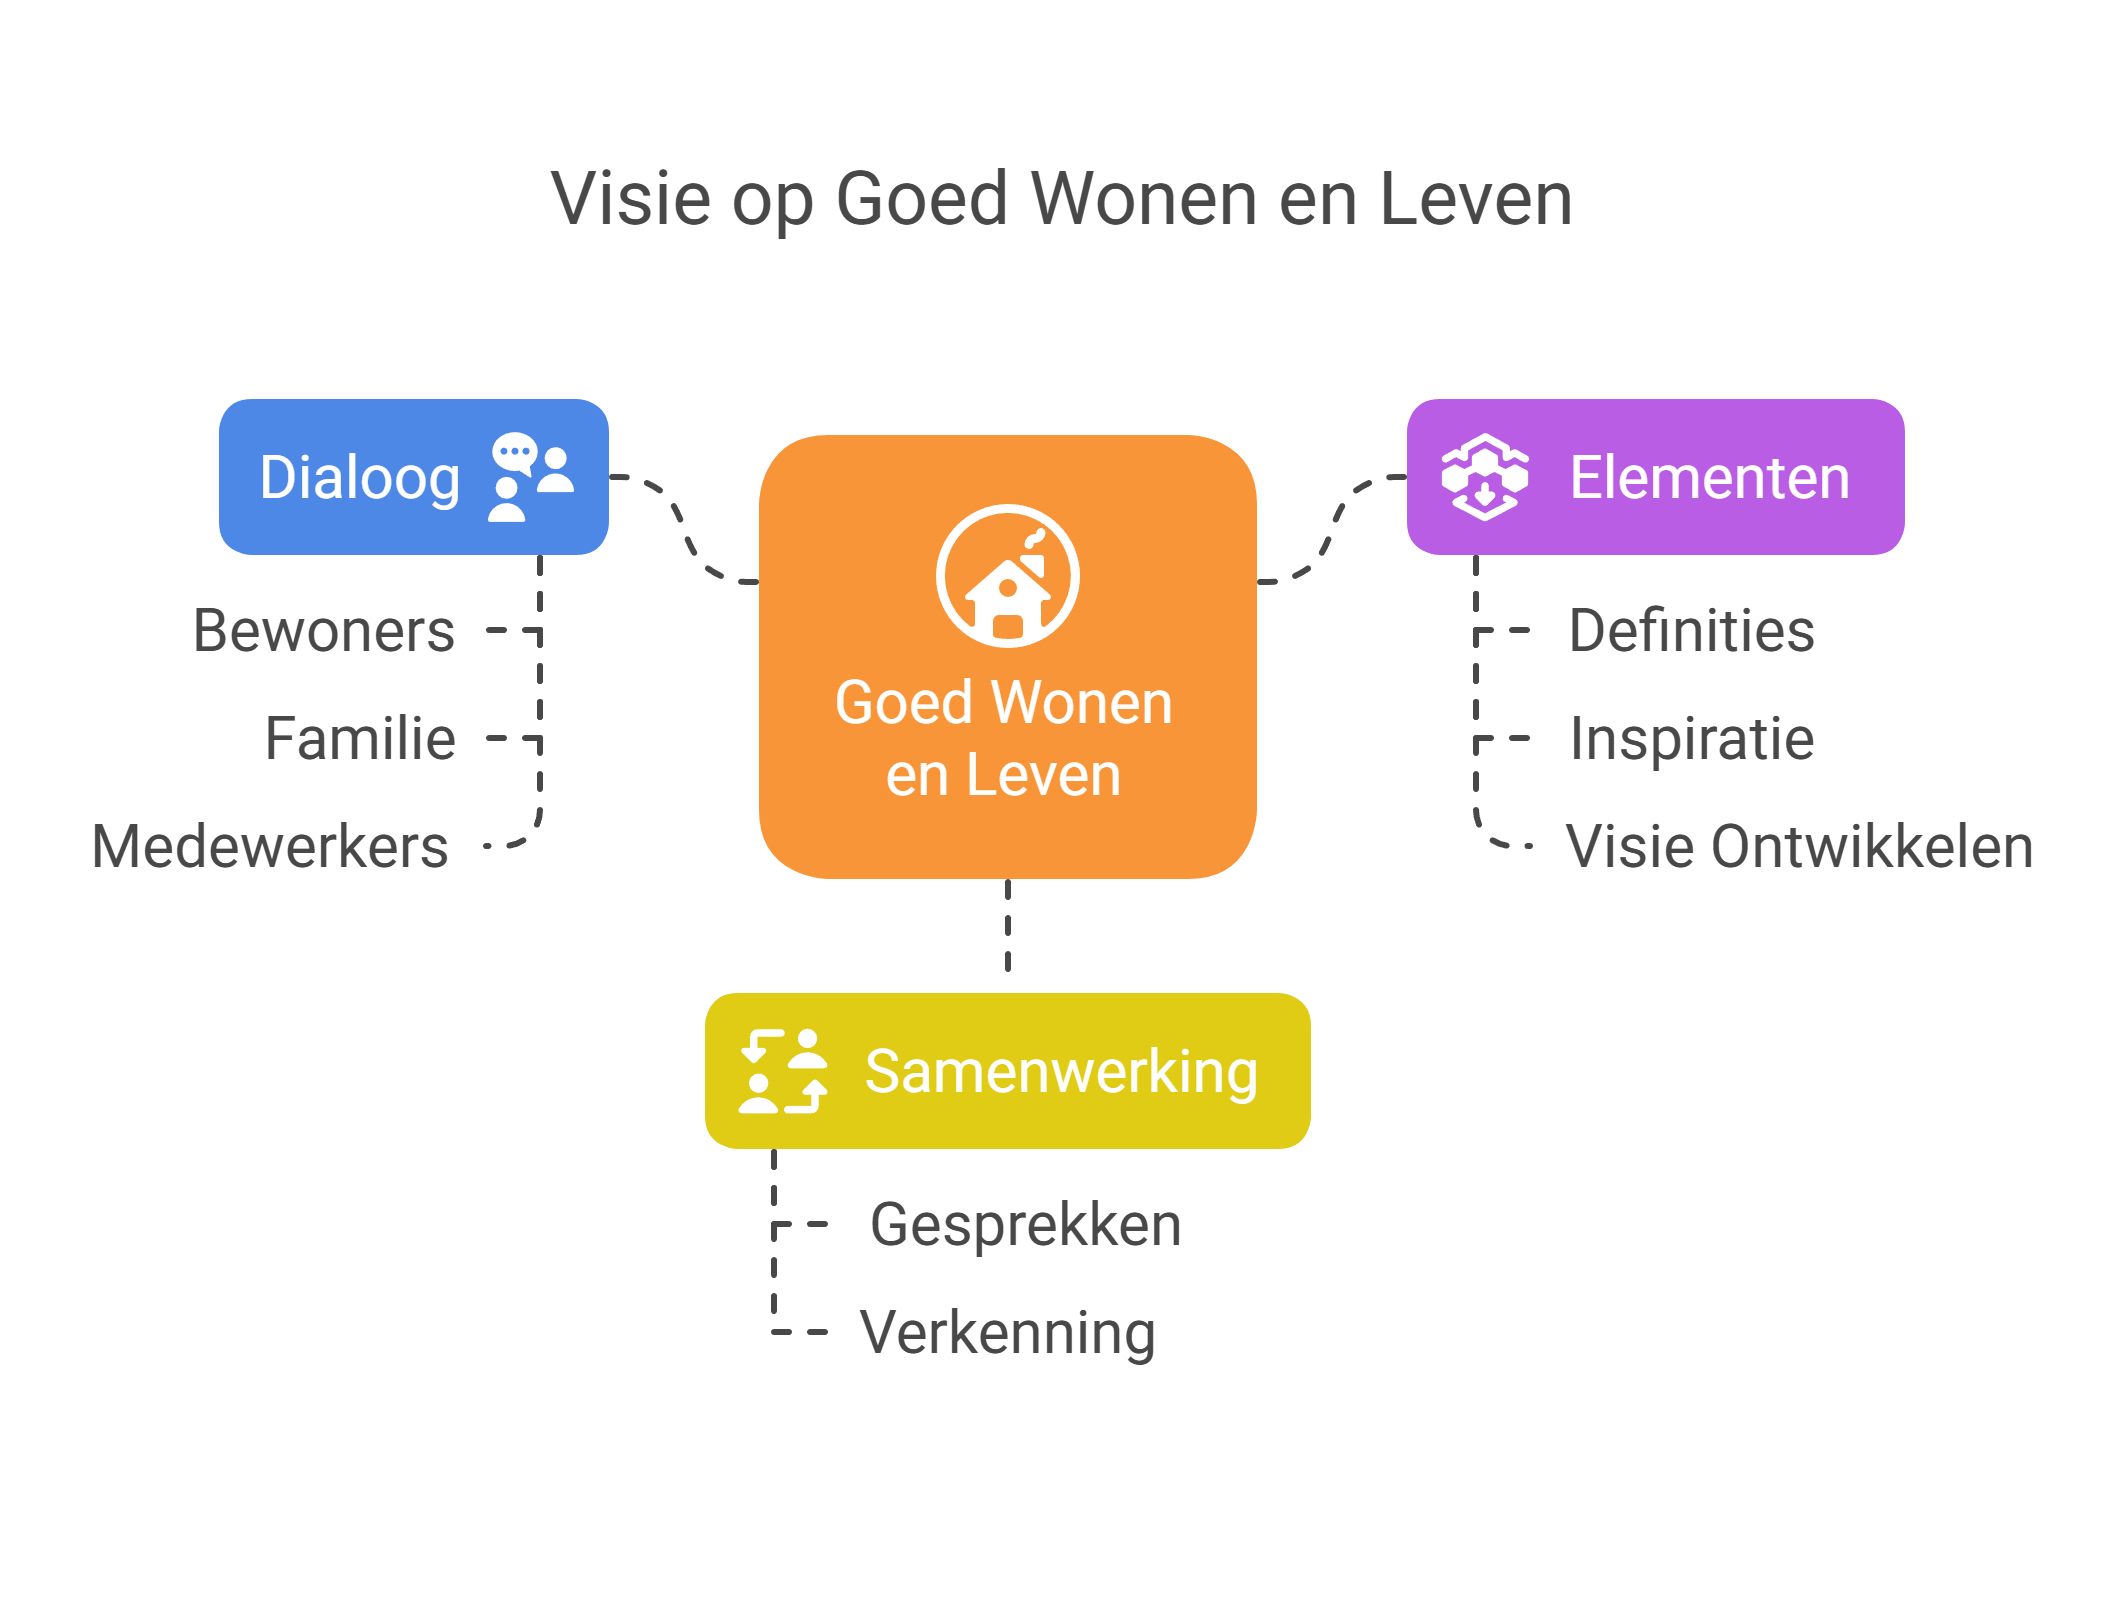 Visie op Goed Wonen en Leven
Dialoog
Bewoners
Familie
Medewerkers
Goed Wonen
en Leven
Elementen
Definities
Inspiratie
Visie Ontwikkelen
Samenwerking
Gesprekken
Verkenning